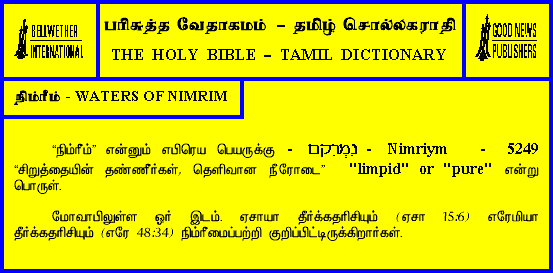 BELLWETHER
INTERNATIONAL
பரிசுத்த வேதாகமம் – தமிழ் சொல்லகராதி
THE HOLY BIBLE – TAMIL DICTIONARY
GOOD NEWS
PUBLISHERS
நிம்ரீம் - WATERS OF NIMRIM
“நிம்ரீம்” என்னும் எபிரெய பெயருக்கு - - Nimriym - 5249
“சிறுத்தையின் தண்ணீர்கள், தெளிவான நீரோடை” "limpid" or "pure" என்று
பொருள்.
மோவாபிலுள்ள ஓர் இடம். ஏசாயா தீர்க்கதரிசியும் (ஏசா 15:6) எரேமியா
தீர்க்கதரிசியும் (எரே 48:34) நிம்ரீமைப்பற்றி குறிப்பிட்டிருக்கிறார்கள்.